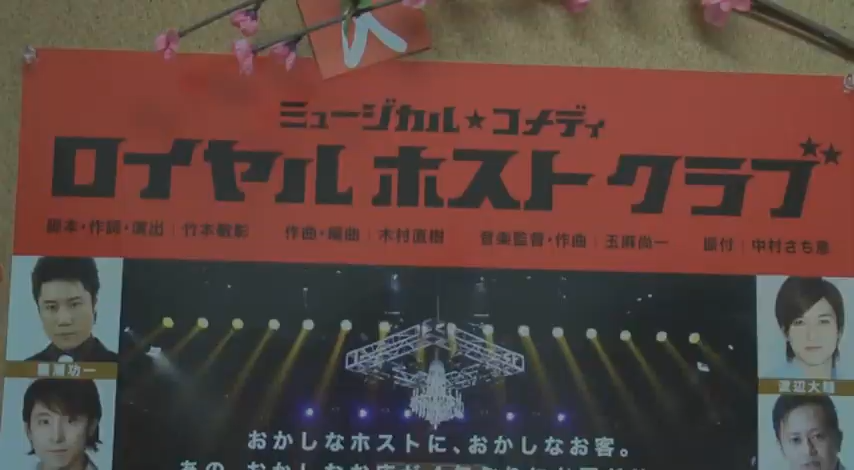 ミュージカル★コメディ
ロイヤルホストクラブ★★
脚本・作詞・演出|竹本敏彰 作曲・編曲|木村直樹 音楽監督・作曲|玉麻尚一 振付|中村さち恵
功一
渡辺大輔
おかしなホストに、おかしなお客。